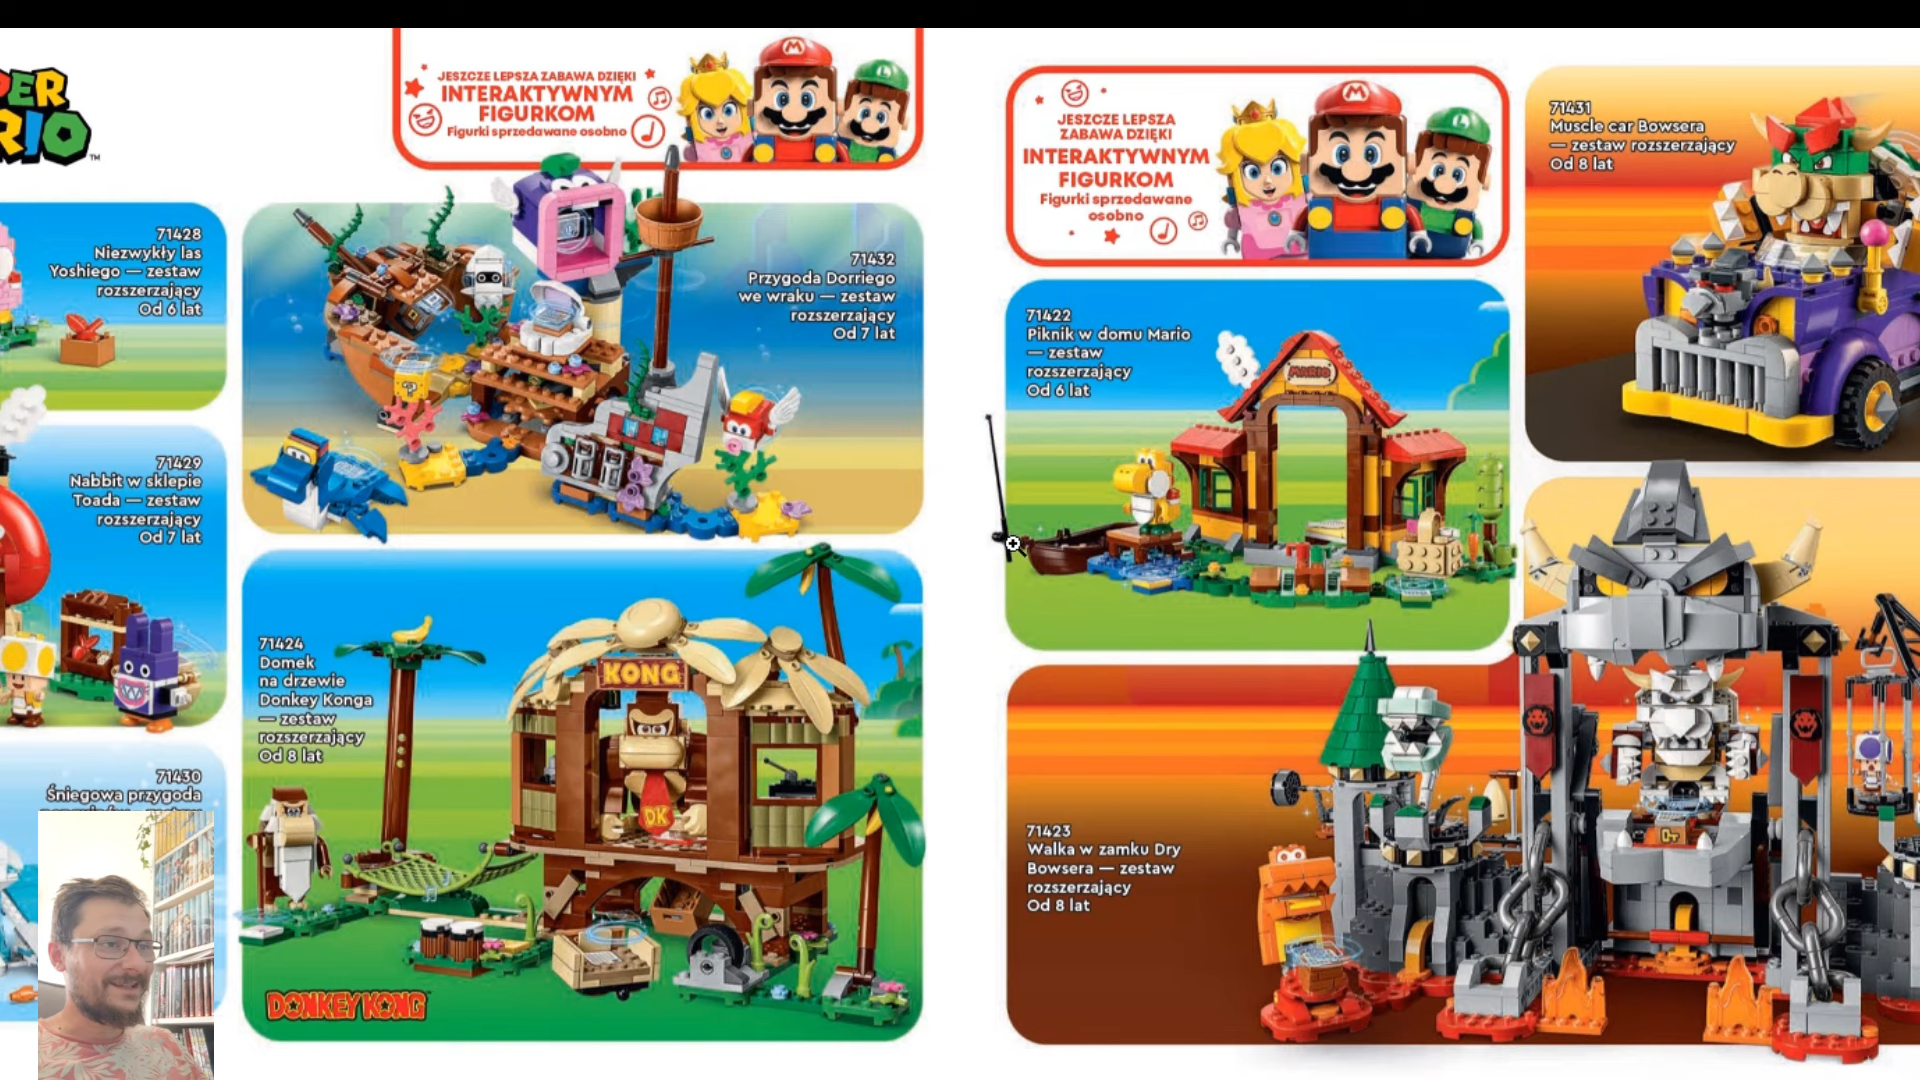 PER
RIO
™
JESZCZE LEPSZA ZABAWA DZIĘKI
INTERAKTYWNYM
FIGURKOM
Figurki sprzedawane osobno
71428
Niezwykły las
Yoshiego — zestaw
rozszerzający
Od 6 lat
71432
Przygoda Dorriego
we wraku — zestaw
rozszerzający
Od 7 lat
71429
Nabbit w sklepie
Toada — zestaw
rozszerzający
Od 7 lat
71424
Domek
na drzewie
Donkey Konga
— zestaw
rozszerzający
Od 8 lat
KONG
DK
DONKEY KONG
71430
Śniegowa przygoda
JESZCZE LEPSZA
ZABAWA DZIĘKI
INTERAKTYWNYM
FIGURKOM
Figurki sprzedawane
osobno
71431
Muscle car Bowsera
— zestaw rozszerzający
Od 8 lat
71422
Piknik w domu Mario
— zestaw
rozszerzający
Od 6 lat
MARIO
71423
Walka w zamku Dry
Bowsera — zestaw
rozszerzający
Od 8 lat